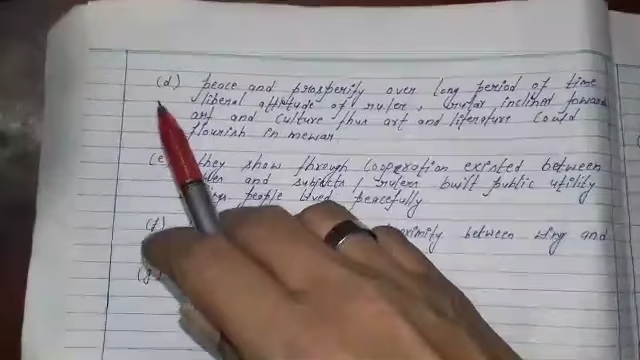 (d) peace and prosperity over long period of time
liberal attitude of ruler, ruler inclined toward
art and culture thus art and literature could
flourish in mewar.
(e) they show through cooperation existed between
and subjects, rulers built public utility
people lived peacefully
(f) proximity between king and
(g)